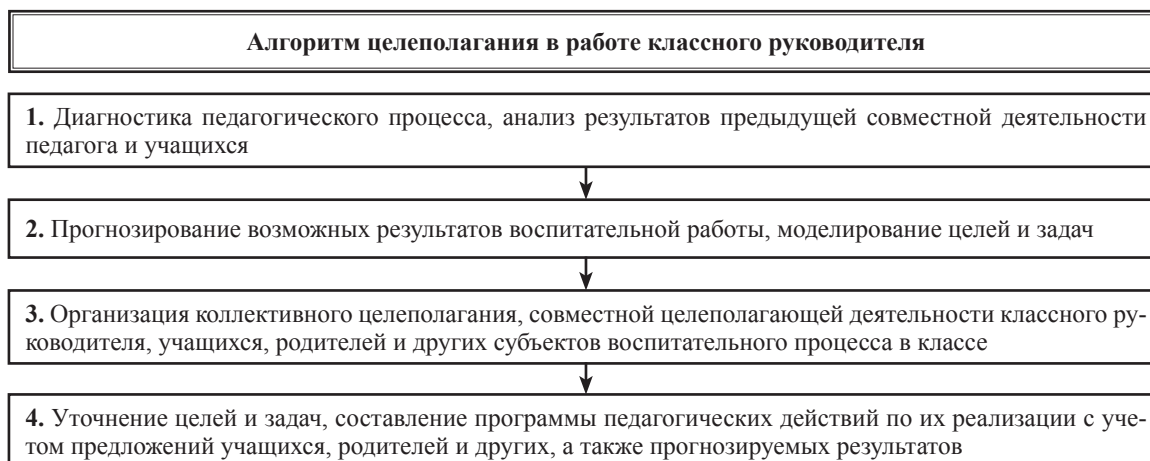 Алгоритм целеполагания в работе классного руководителя
1. Диагностика педагогического процесса, анализ результатов предыдущей совместной деятельности
педагога и учащихся
2. Прогнозирование возможных результатов воспитательной работы, моделирование целей и задач
3. Организация коллективного целеполагания, совместной целеполагающей деятельности классного ру-
ководителя, учащихся, родителей и других субъектов воспитательного процесса в классе
4. Уточнение целей и задач, составление программы педагогических действий по их реализации с уче-
том предложений учащихся, родителей и других, а также прогнозируемых результатов